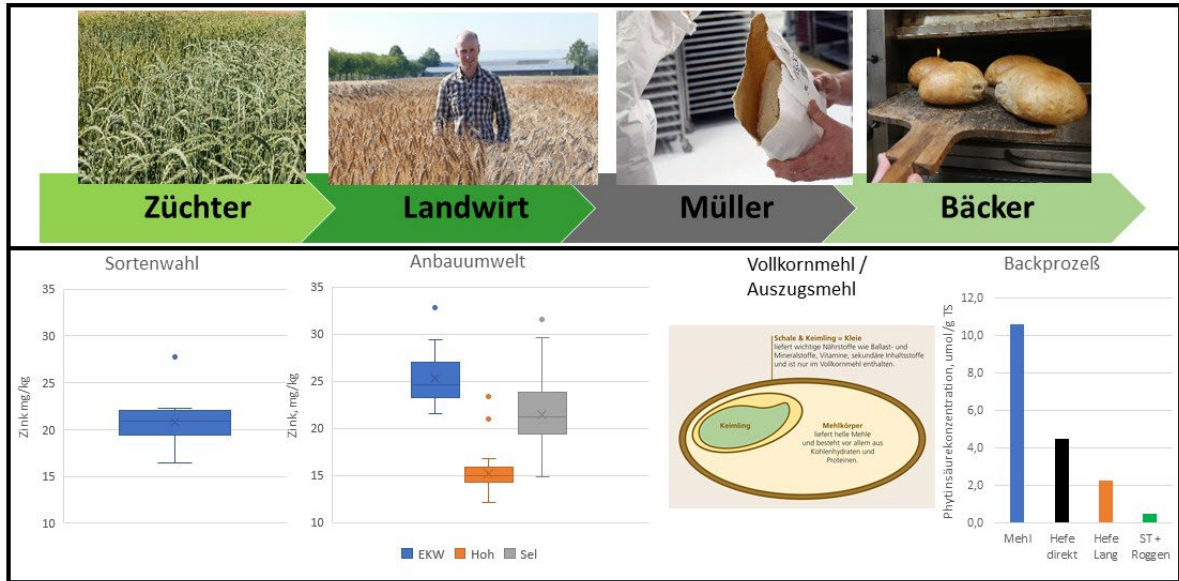 Züchter
Landwirt
Müller
Bäcker
Sortenwahl
35
30
25
20
15
10
Zink mg/kg
Anbauumwelt
35
30
25
20
15
10
Zink, mg/kg
EKW
Hoh
Sel
Vollkornmehl /
Auszugsmehl
Schale & Keimling = Kleie
liefert wichtige Nährstoffe wie Ballast- und
Mineralstoffe, Vitamine, sekundäre Inhaltsstoffe
und ist nur im Vollkornmehl enthalten.
Keimling
Mehlkörper
liefert helle Mehle
und besteht vor allem aus
Kohlenhydraten und
Proteinen.
Backprozeß
12,0
10,0
8,0
6,0
4,0
2,0
0,0
Phytinsäurekonzentration, umol/g TS
Mehl
Hefe
direkt
Hefe
Lang
ST +
Roggen